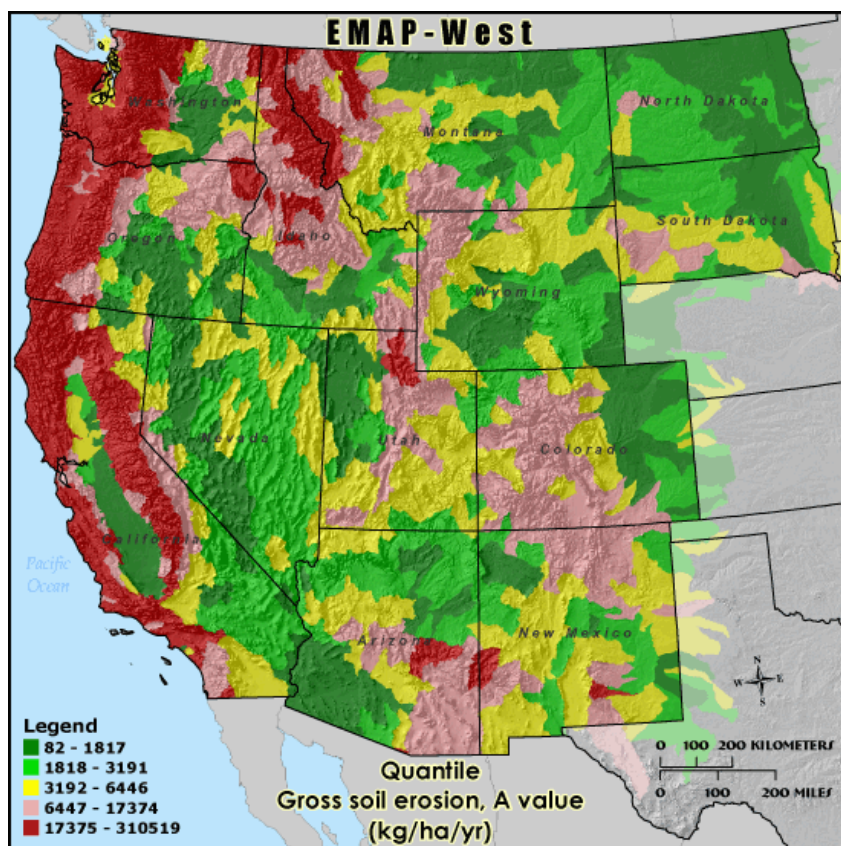 EMAP-West
Washington
Montana
North Dakota
Oregon
Idaho
South Dakota
Wyoming
Nevada
Utah
Colorado
California
Pacific
Ocean
Arizona
New Mexico
N
W E
S
Legend
82 - 1817
1818 - 3191
3192 - 6446
6447 - 17374
17375 - 310519
Quantile
Gross soil erosion, A value
(kg/ha/yr)
0 100 200 KILOMETERS
0 100 200 MILES